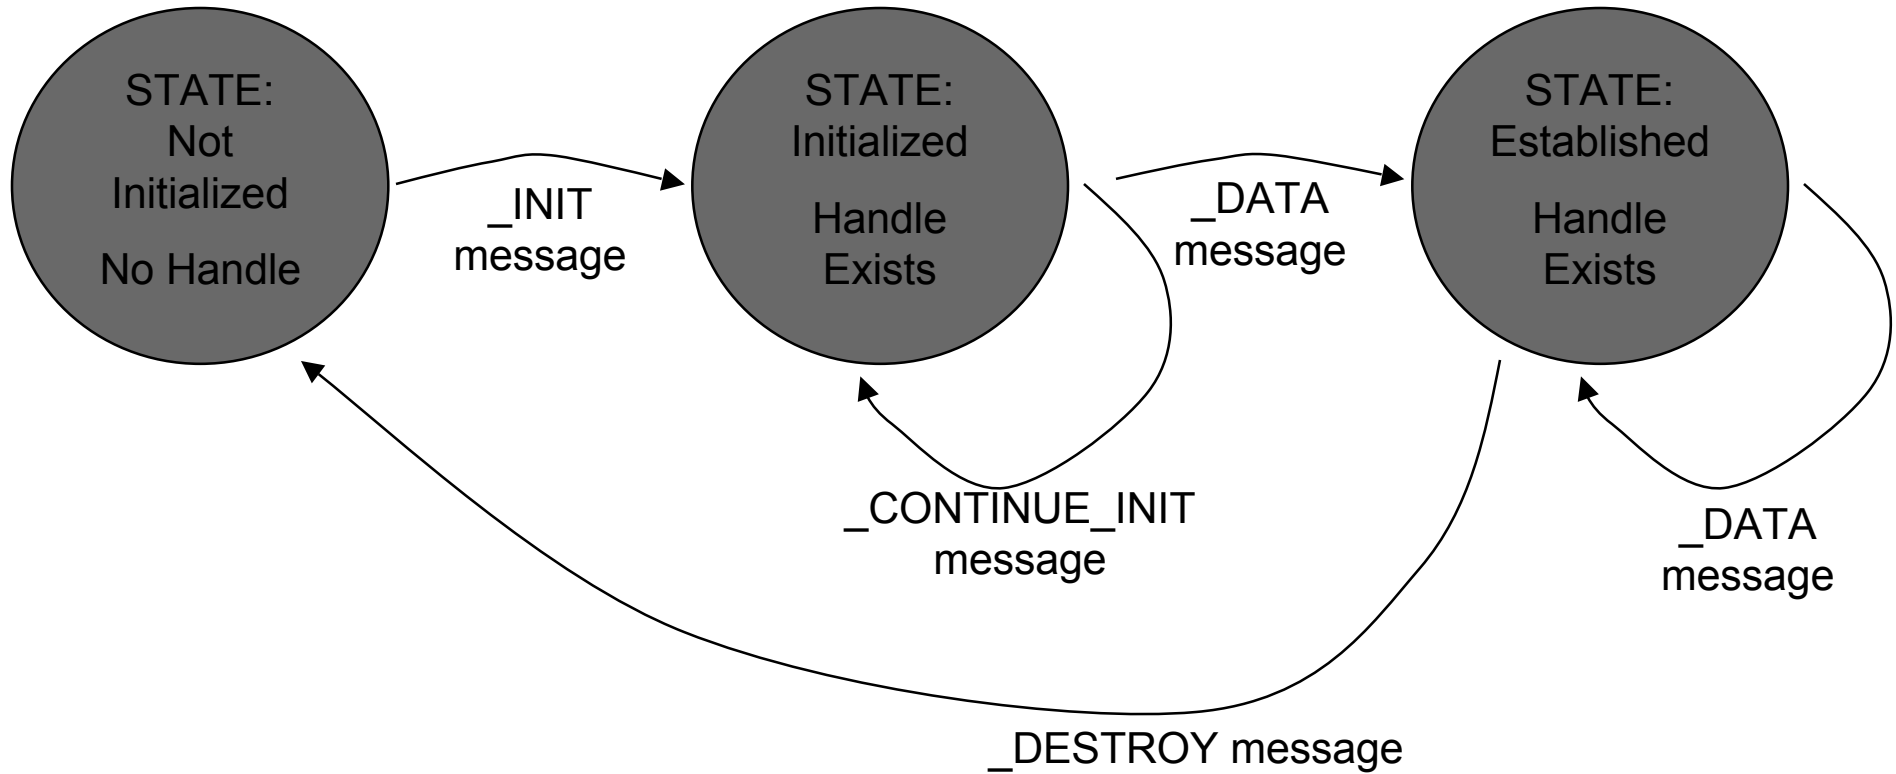 STATE:
Not
Initialized
No Handle
_INIT
message
STATE:
Initialized
Handle
Exists
_CONTINUE_INIT
message
_DATA
message
STATE:
Established
Handle
Exists
_DATA
message
_DESTROY message